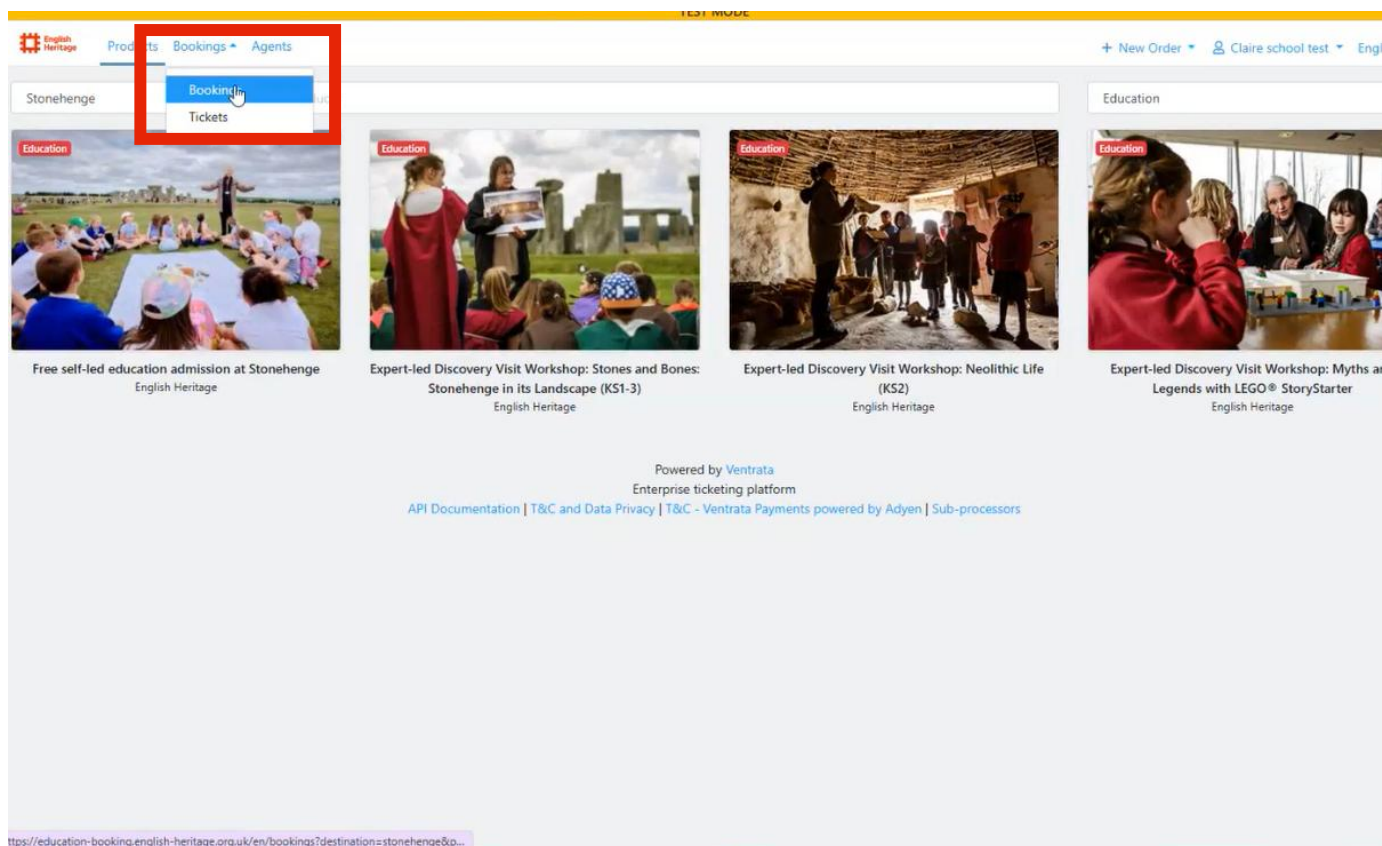 TEST MODE
English
Heritage
Products Bookings Agents
+ New Order Claire school test Engl
Stonehenge
Bookings
Tickets
Education
Education
Education
Education
Education
Free self-led education admission at Stonehenge
English Heritage
Expert-led Discovery Visit Workshop: Stones and Bones:
Stonehenge in its Landscape (KS1-3)
English Heritage
Expert-led Discovery Visit Workshop: Neolithic Life
(KS2)
English Heritage
Expert-led Discovery Visit Workshop: Myths an
Legends with LEGO® StoryStarter
English Heritage
Powered by Ventrata
Enterprise ticketing platform
API Documentation | T&C and Data Privacy | T&C - Ventrata Payments powered by Adyen | Sub-processors
ttps://education-booking.english-heritage.org.uk/en/bookings?destination=stonehenge&p...